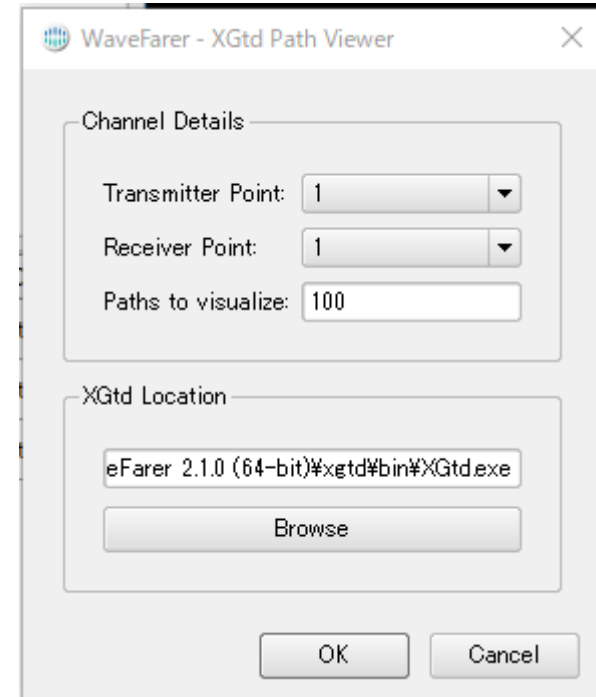 WaveFarer - XGtd Path Viewer
Channel Details
Transmitter Point: 1
Receiver Point: 1
Paths to visualize: 100
XGtd Location
eFarer 2.1.0 (64-bit)¥xgtd¥bin¥XGtd.exe
Browse
OK Cancel